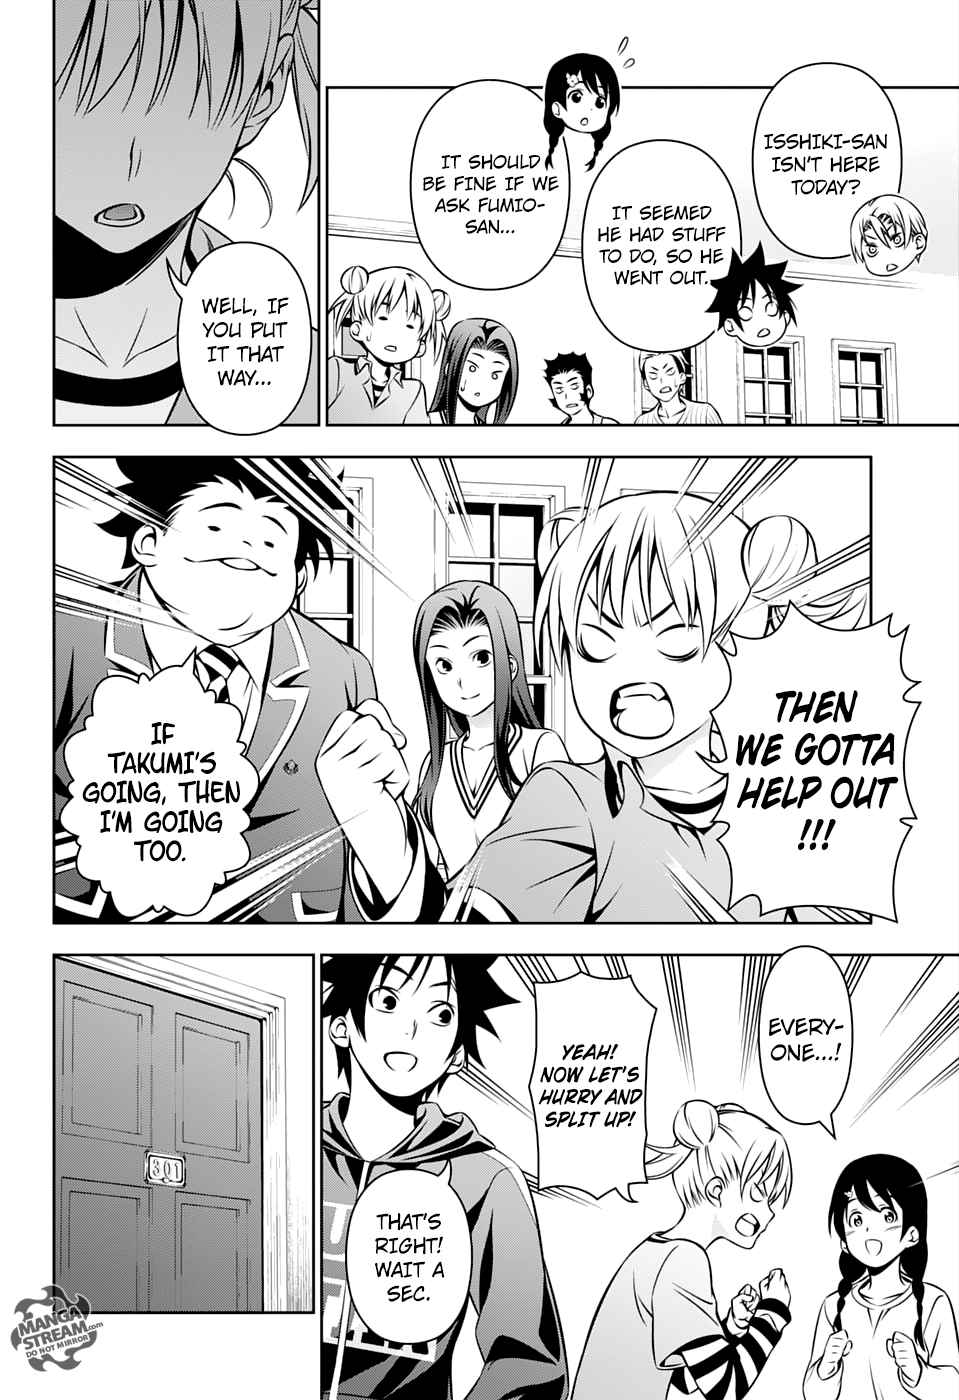 ISSHIKI-SAN
ISN'T HERE
TODAY?
IT SEEMED
HE HAD STUFF
TO DO, SO HE
WENT OUT.
IT SHOULD
BE FINE IF WE
ASK FUMIO-
SAN...
WELL, IF
YOU PUT
IT THAT
WAY...
THEN
WE GOTTA
HELP OUT
!!!
IF
TAKUMI'S
GOING, THEN
I'M GOING
TOO.
EVERY-
ONE...!
YEAH!
NOW LET'S
HURRY AND
SPLIT UP!
THAT'S
RIGHT!
WAIT A
SEC.
301
MANGA
STREAM.com
DO NOT MIRROR!